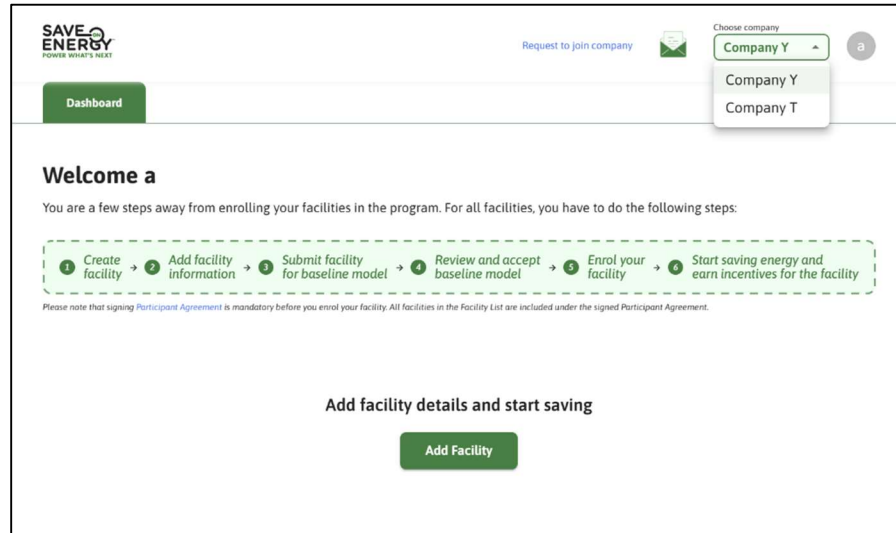 SAVE ON
ENERGY
POWER WHAT'S NEXT
Request to join company
Choose company
Company Y
a
Company Y
Company T
Dashboard
Welcome a
You are a few steps away from enrolling your facilities in the program. For all facilities, you have to do the following steps:
1 Create facility → 2 Add facility information → 3 Submit facility for baseline model → 4 Review and accept baseline model → 5 Enrol your facility → 6 Start saving energy and earn incentives for the facility
Please note that signing Participant Agreement is mandatory before you enrol your facility. All facilities in the Facility List are included under the signed Participant Agreement.
Add facility details and start saving
Add Facility